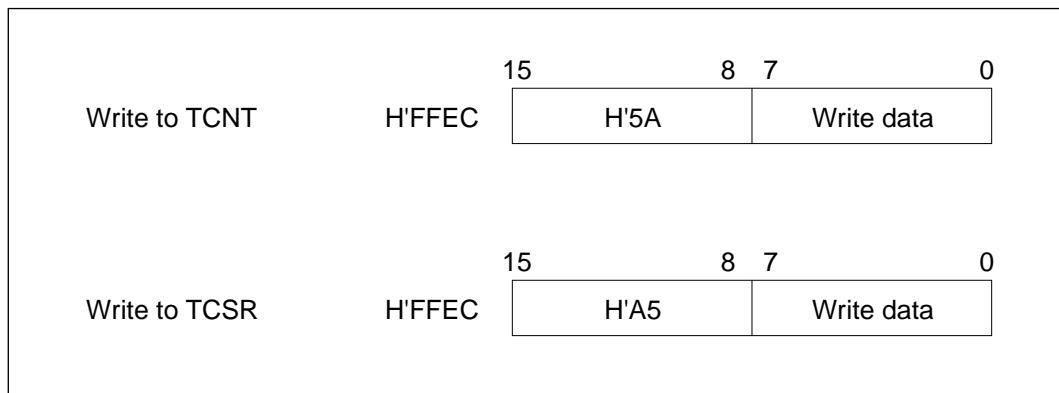 15 8 7 0
Write to TCNT H'FFEC H'5A Write data
15 8 7 0
Write to TCSR H'FFEC H'A5 Write data